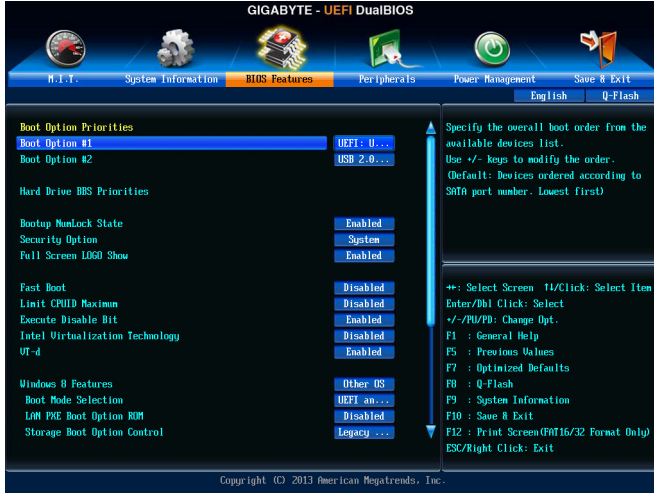 GIGABYTE - UEFI DualBIOS
M.I.T.
System Information
BIOS Features
Peripherals
Power Management
Save & Exit
English
Q-Flash
Boot Option Priorities
Boot Option #1 UEFI: U...
Boot Option #2 USB 2.0...
Hard Drive BBS Priorities
Bootup NumLock State Enabled
Security Option System
Full Screen LOGO Show Enabled
Fast Boot Disabled
Limit CPUID Maximum Disabled
Execute Disable Bit Enabled
Intel Virtualization Technology Disabled
VT-d Enabled
Windows 8 Features Other OS
Boot Mode Selection UEFI an...
LAN PXE Boot Option ROM Disabled
Storage Boot Option Control Legacy ...
Specify the overall boot order from the
available devices list.
Use +/- keys to modify the order.
(Default: Devices ordered according to
SATA port number. Lowest first)
→←: Select Screen ↑↓/Click: Select Item
Enter/Dbl Click: Select
+/-/PU/PD: Change Opt.
F1 : General Help
F5 : Previous Values
F7 : Optimized Defaults
F8 : Q-Flash
F9 : System Information
F10 : Save & Exit
F12 : Print Screen(FAT16/32 Format Only)
ESC/Right Click: Exit
Copyright (C) 2013 American Megatrends, Inc.